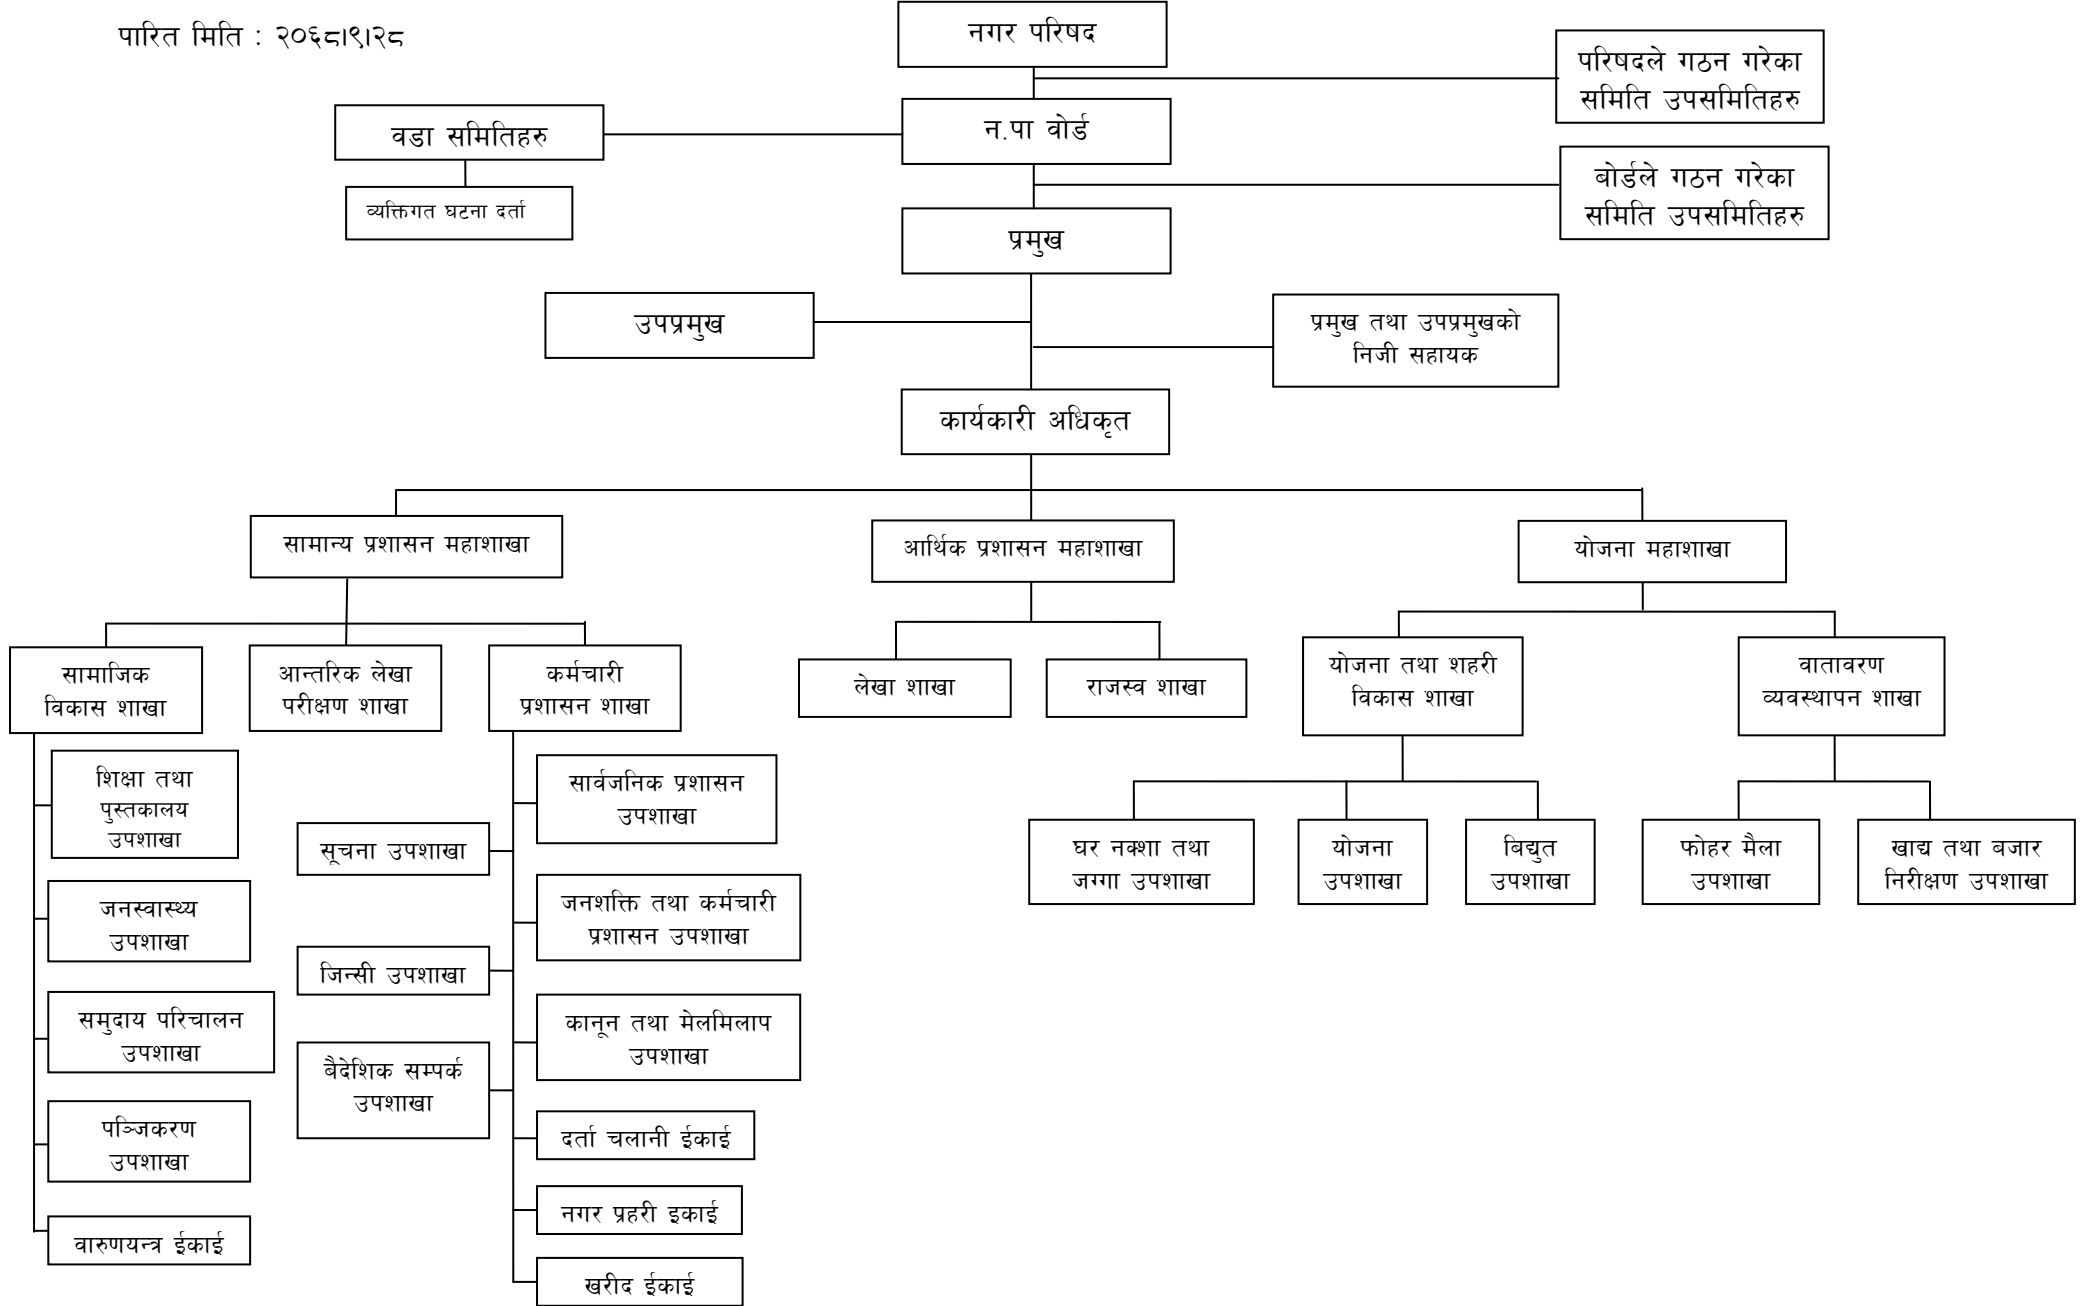 पारित मिति : २०६८।९।२८
नगर परिषद
परिषदले गठन गरेका
समिति उपसमितिहरु
वडा समितिहरु
न.पा वोर्ड
बोर्डले गठन गरेका
समिति उपसमितिहरु
व्यक्तिगत घटना दर्ता
प्रमुख
उपप्रमुख
प्रमुख तथा उपप्रमुखको
निजी सहायक
कार्यकारी अधिकृत
सामान्य प्रशासन महाशाखा
आर्थिक प्रशासन महाशाखा
योजना महाशाखा
सामाजिक
विकास शाखा
आन्तरिक लेखा
परीक्षण शाखा
कर्मचारी
प्रशासन शाखा
लेखा शाखा
राजस्व शाखा
योजना तथा शहरी
विकास शाखा
वातावरण
व्यवस्थापन शाखा
शिक्षा तथा
पुस्तकालय
उपशाखा
जनस्वास्थ्य
उपशाखा
समुदाय परिचालन
उपशाखा
पञ्जिकरण
उपशाखा
वारुणयन्त्र ईकाई
सूचना उपशाखा
जिन्सी उपशाखा
बैदेशिक सम्पर्क
उपशाखा
सार्वजनिक प्रशासन
उपशाखा
जनशक्ति तथा कर्मचारी
प्रशासन उपशाखा
कानून तथा मेलमिलाप
उपशाखा
दर्ता चलानी ईकाई
नगर प्रहरी इकाई
खरीद ईकाई
घर नक्शा तथा
जग्गा उपशाखा
योजना
उपशाखा
बिद्युत
उपशाखा
फोहर मैला
उपशाखा
खाद्य तथा बजार
निरीक्षण उपशाखा